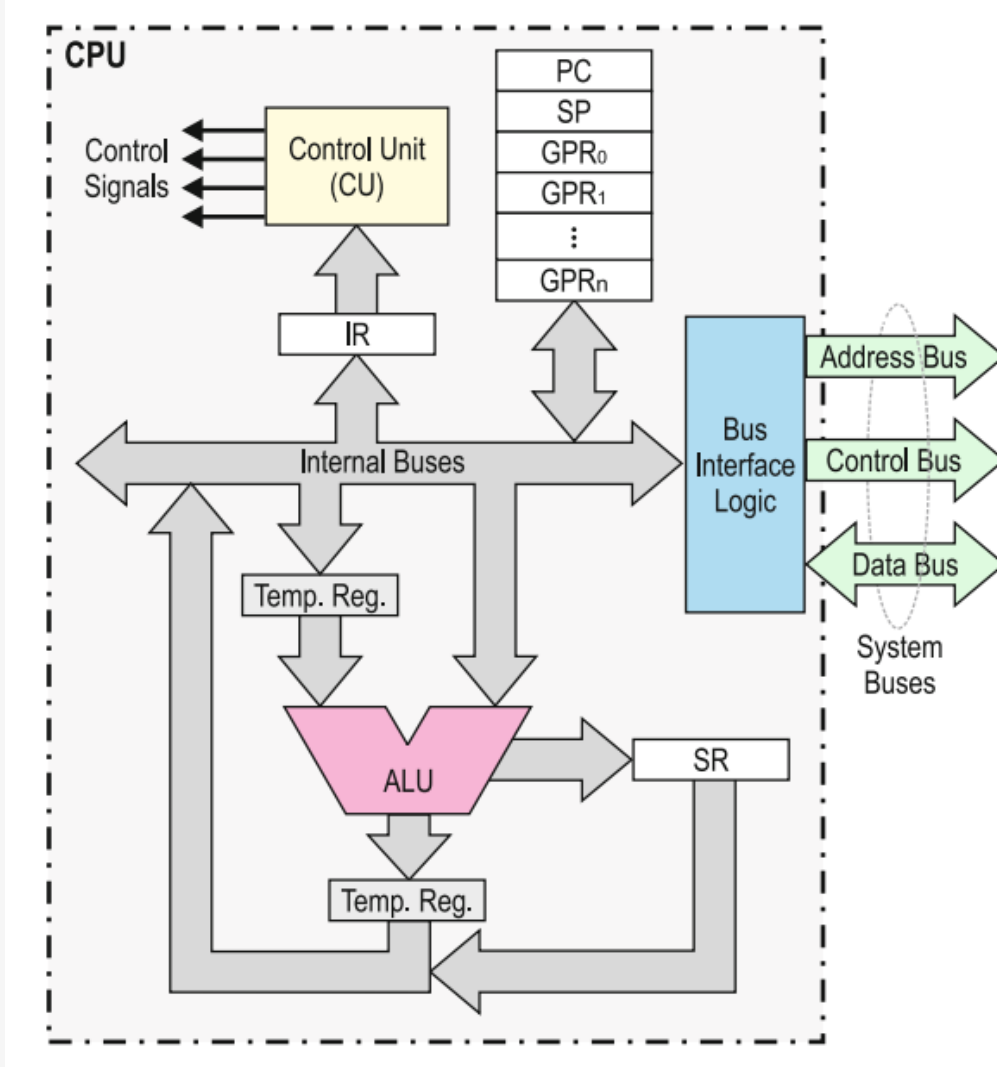 CPU
PC
SP
GPR₀
GPR₁
⋮
GPRn
Control
Signals
Control Unit
(CU)
IR
Address Bus
Internal Buses
Bus
Interface
Logic
Control Bus
Data Bus
Temp. Reg.
System
Buses
ALU
SR
Temp. Reg.